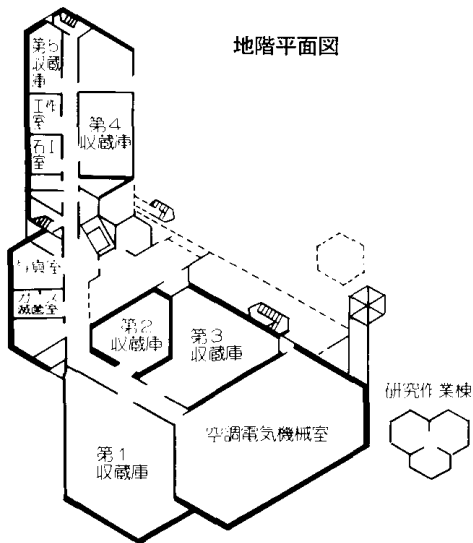 地階平面図
第5
収蔵
庫
工作
室
石工
室
第4
収蔵庫
写真室
ガス
滅菌室
第2
収蔵庫
第3
収蔵庫
研究作業棟
空調電気機械室
第1
収蔵庫